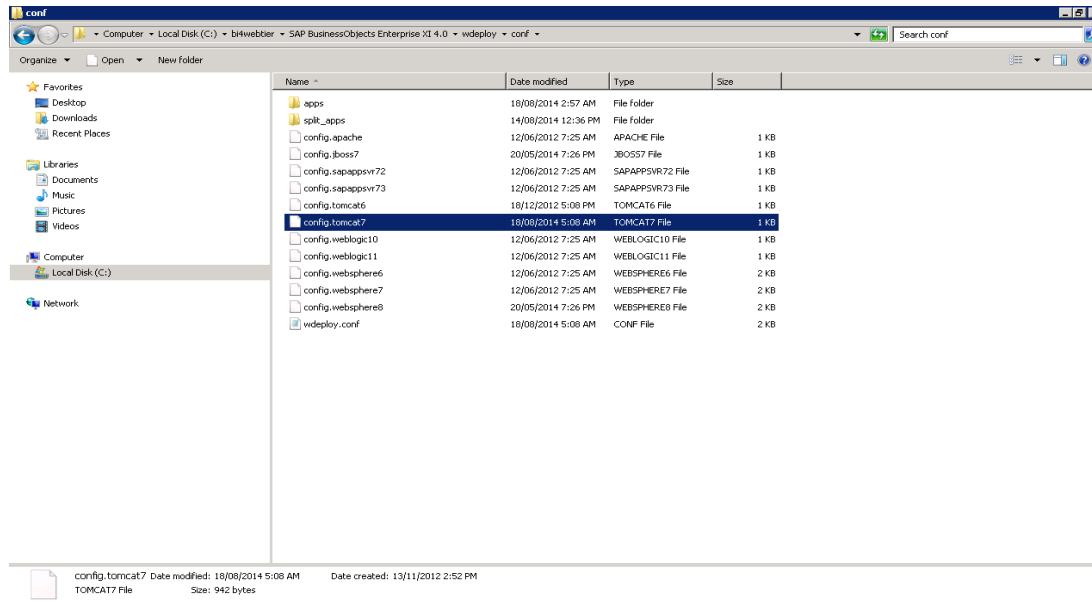 conf
Computer Local Disk (C:) bi4webtier SAP BusinessObjects Enterprise XI 4.0 wdeploy conf
Search conf
Organize Open New folder
Favorites
Desktop
Downloads
Recent Places
Libraries
Documents
Music
Pictures
Videos
Computer
Local Disk (C:)
Network
Name Date modified Type Size
apps 18/08/2014 2:57 AM File folder
split_apps 14/08/2014 12:36 PM File folder
config.apache 12/06/2012 7:25 AM APACHE File 1 KB
config.jboss7 20/05/2014 7:26 PM JBOSS7 File 1 KB
config.sapappsvr72 12/06/2012 7:25 AM SAPAPPSVR72 File 1 KB
config.sapappsvr73 12/06/2012 7:25 AM SAPAPPSVR73 File 1 KB
config.tomcat6 18/12/2012 5:08 PM TOMCAT6 File 1 KB
config.tomcat7 18/08/2014 5:08 AM TOMCAT7 File 1 KB
config.weblogic10 12/06/2012 7:25 AM WEBLOGIC10 File 1 KB
config.weblogic11 12/06/2012 7:25 AM WEBLOGIC11 File 1 KB
config.websphere6 12/06/2012 7:25 AM WEBSPHERE6 File 2 KB
config.websphere7 12/06/2012 7:25 AM WEBSPHERE7 File 2 KB
config.websphere8 20/05/2014 7:26 PM WEBSPHERE8 File 2 KB
wdeploy.conf 18/08/2014 5:08 AM CONF File 2 KB
config.tomcat7 Date modified: 18/08/2014 5:08 AM Date created: 13/11/2012 2:52 PM
TOMCAT7 File Size: 942 bytes